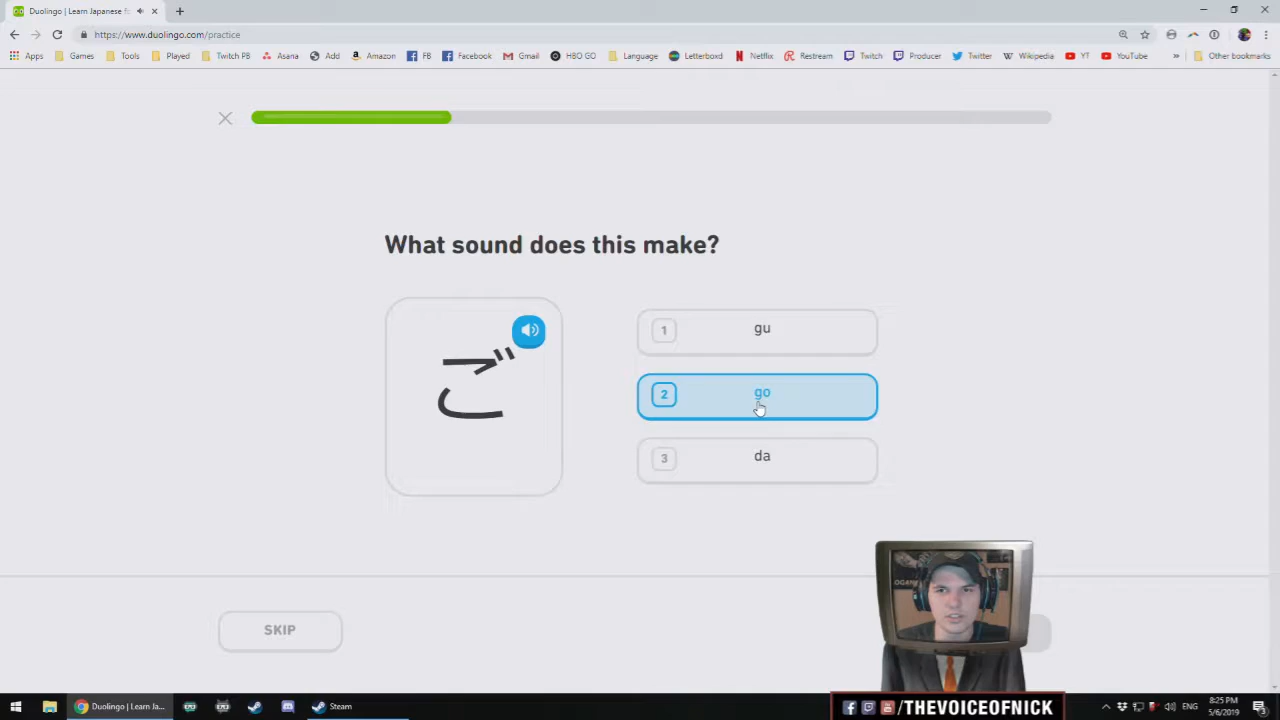 Duolingo | Learn Japanese fo
https://www.duolingo.com/practice
Apps Games Tools Played Twitch PB Asana Add Amazon FB Facebook Gmail HBO GO Language Letterboxd Netflix Restream Twitch Producer Twitter Wikipedia YT YouTube » Other bookmarks
What sound does this make?
ご
1 gu
2 go
3 da
SKIP
/THEVOICEOFNICK
Duolingo | Learn Ja...
Steam
ENG
8:25 PM
5/6/2019